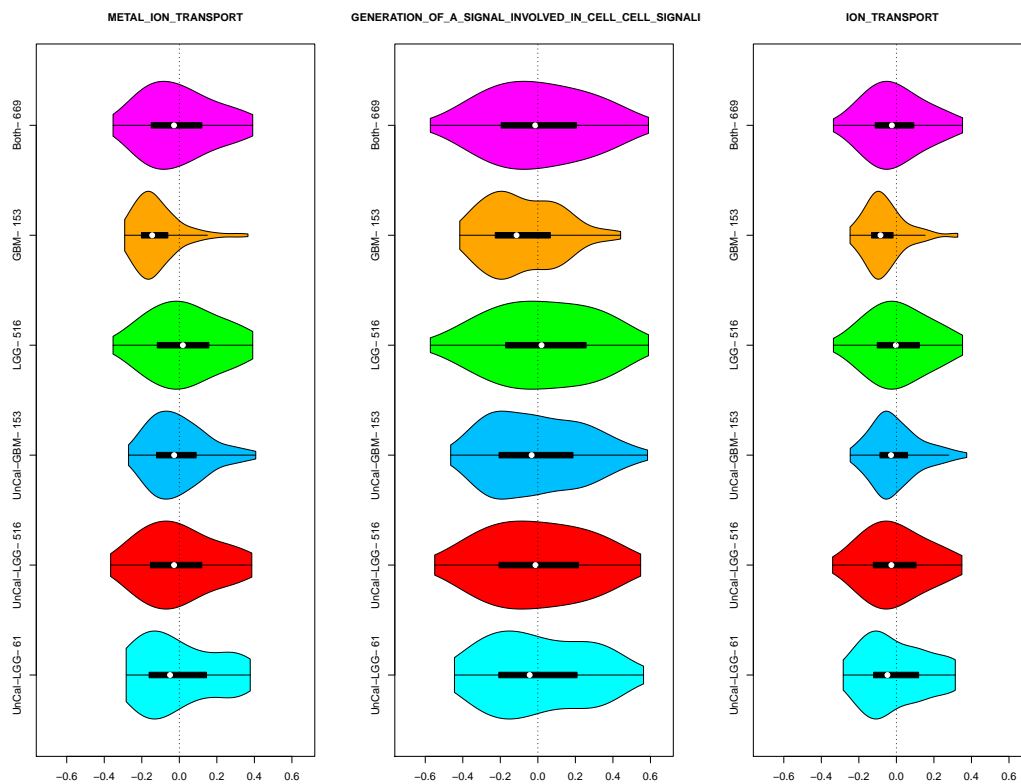 METAL_ION_TRANSPORT
Both− 669
GBM− 153
LGG− 516
UnCal−GBM− 153
UnCal−LGG− 516
UnCal−LGG− 61
−0.6 −0.4 −0.2 0.0 0.2 0.4 0.6
GENERATION_OF_A_SIGNAL_INVOLVED_IN_CELL_CELL_SIGNALI
Both− 669
GBM− 153
LGG− 516
UnCal−GBM− 153
UnCal−LGG− 516
UnCal−LGG− 61
−0.6 −0.4 −0.2 0.0 0.2 0.4 0.6
ION_TRANSPORT
Both− 669
GBM− 153
LGG− 516
UnCal−GBM− 153
UnCal−LGG− 516
UnCal−LGG− 61
−0.6 −0.4 −0.2 0.0 0.2 0.4 0.6